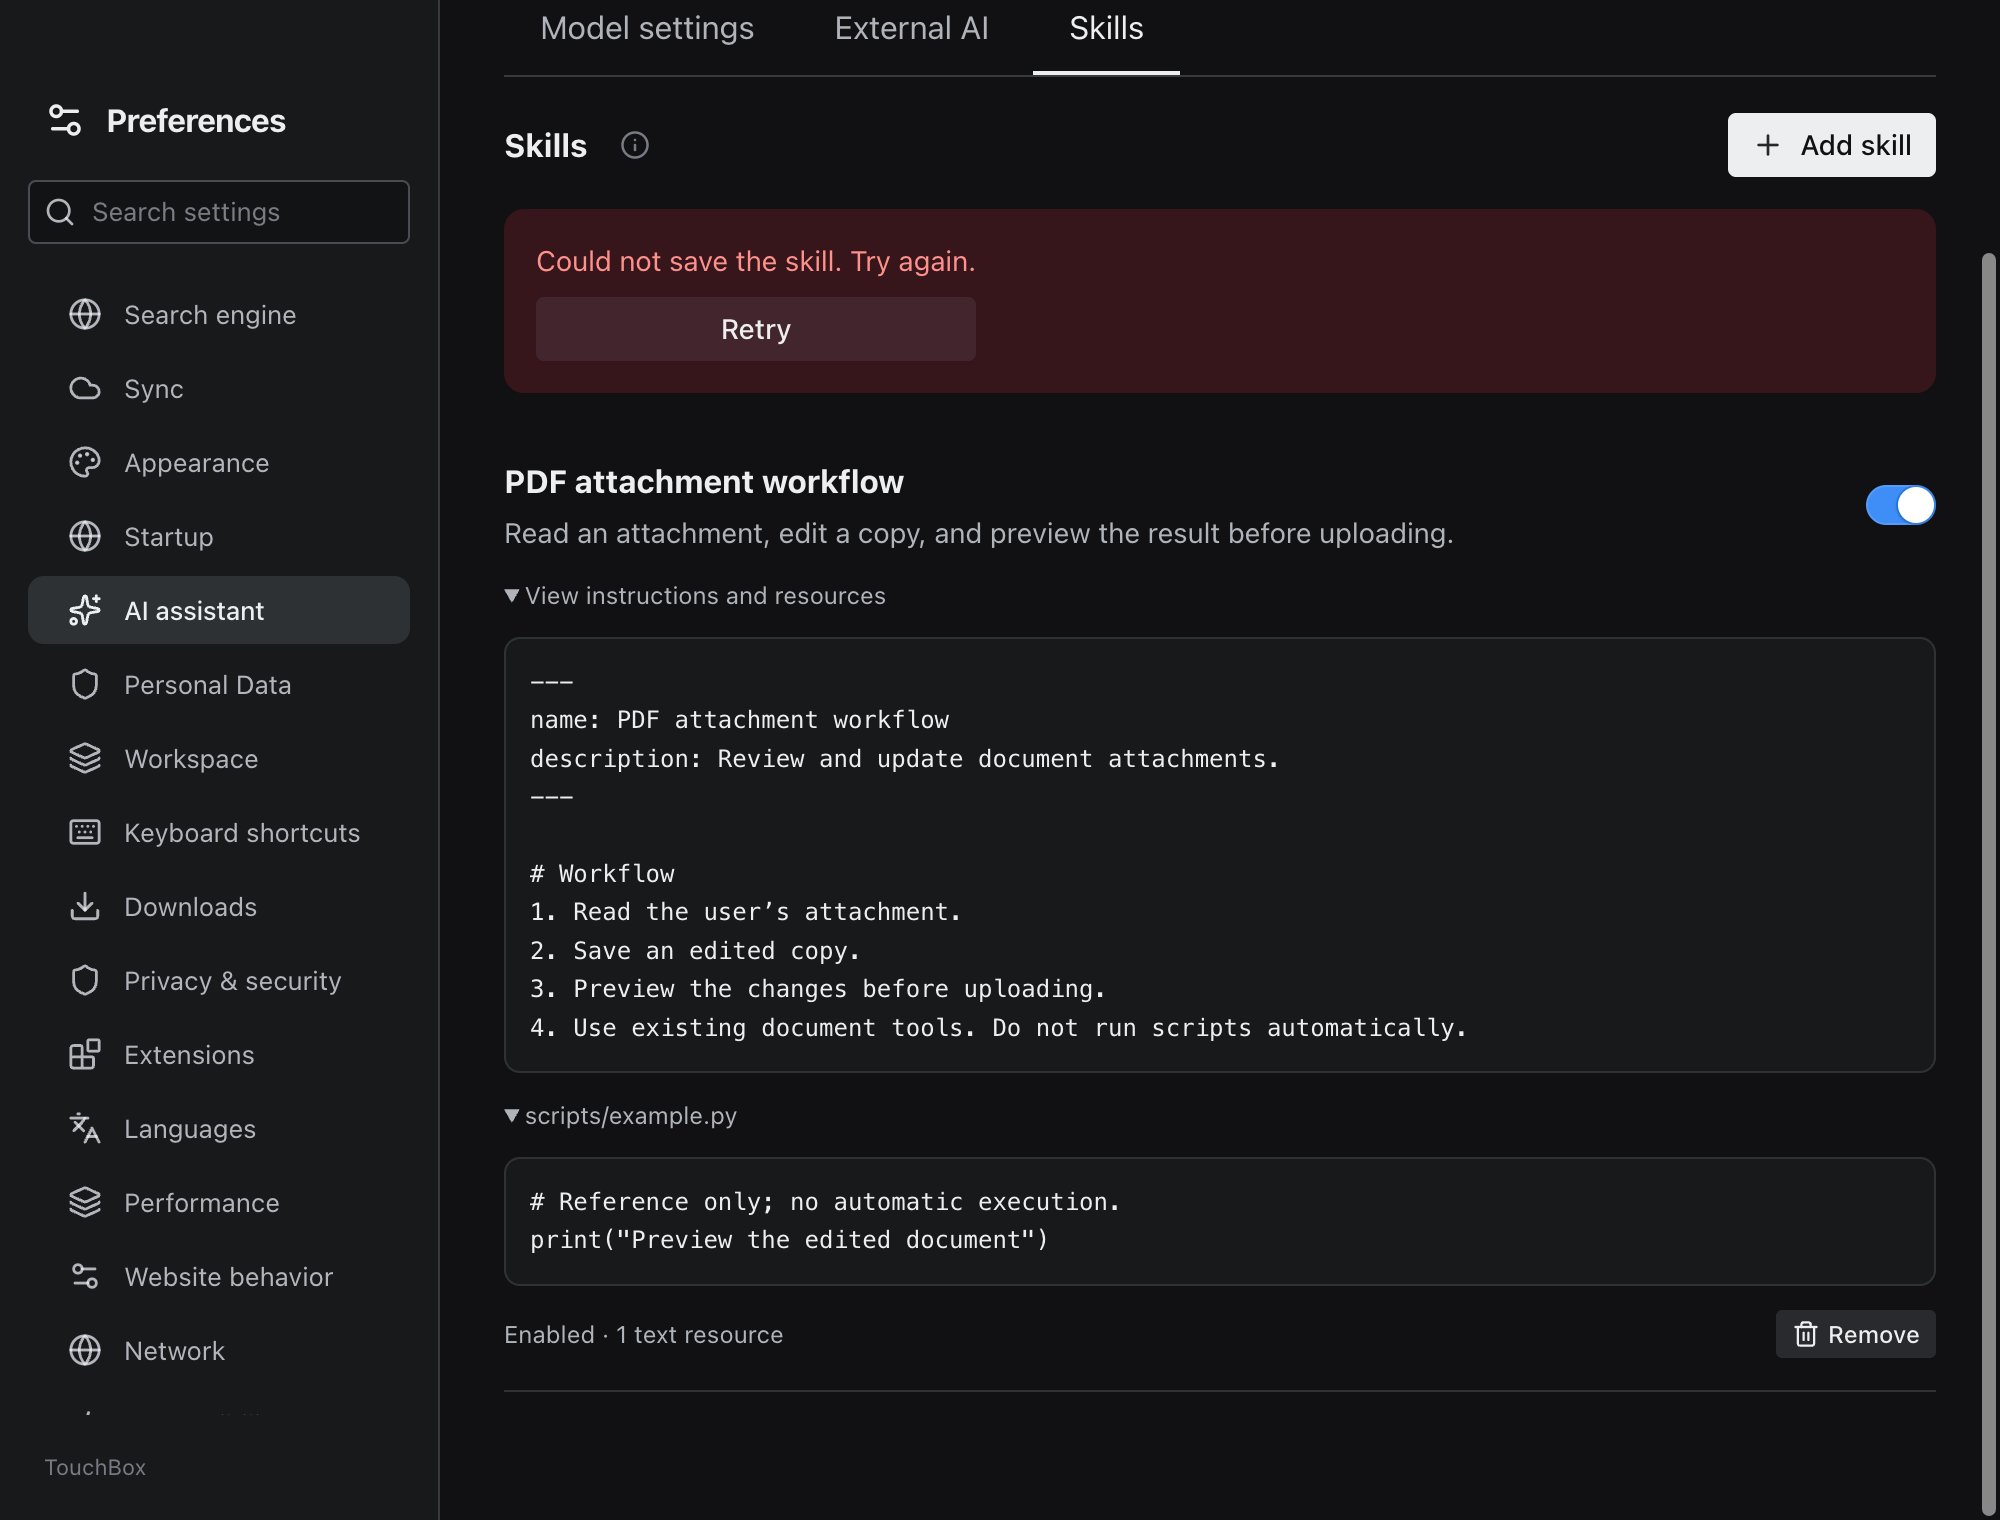 Preferences
Search settings
Search engine
Sync
Appearance
Startup
AI assistant
Personal Data
Workspace
Keyboard shortcuts
Downloads
Privacy & security
Extensions
Languages
Performance
Website behavior
Network
TouchBox
Model settings
External AI
Skills
Skills
Add skill
Could not save the skill. Try again.
Retry
PDF attachment workflow
Read an attachment, edit a copy, and preview the result before uploading.
▼ View instructions and resources
---
name: PDF attachment workflow
description: Review and update document attachments.
---
# Workflow
1. Read the user’s attachment.
2. Save an edited copy.
3. Preview the changes before uploading.
4. Use existing document tools. Do not run scripts automatically.
▼ scripts/example.py
# Reference only; no automatic execution.
print("Preview the edited document")
Enabled · 1 text resource
Remove